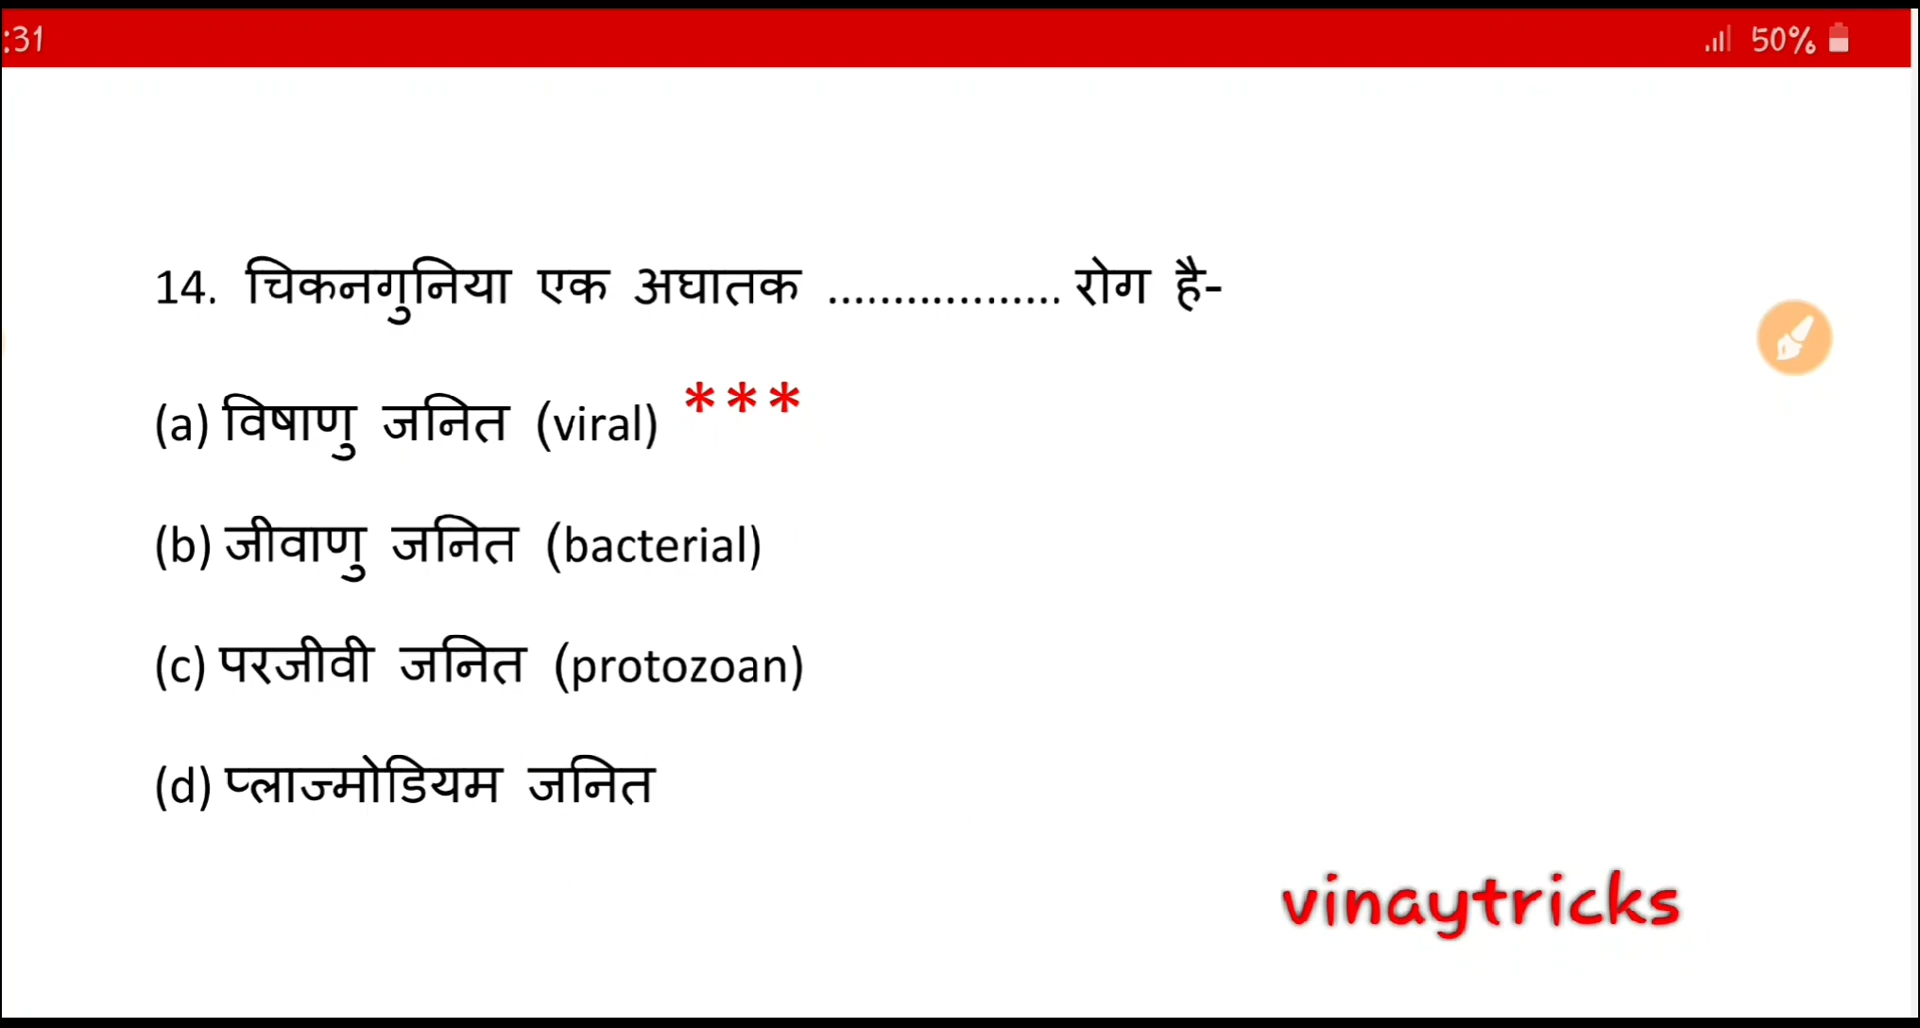 :31 50%
14. चिकनगुनिया एक अघातक .................. रोग है-
(a) विषाणु जनित (viral) ***
(b) जीवाणु जनित (bacterial)
(c) परजीवी जनित (protozoan)
(d) प्लाज्मोडियम जनित
vinaytricks